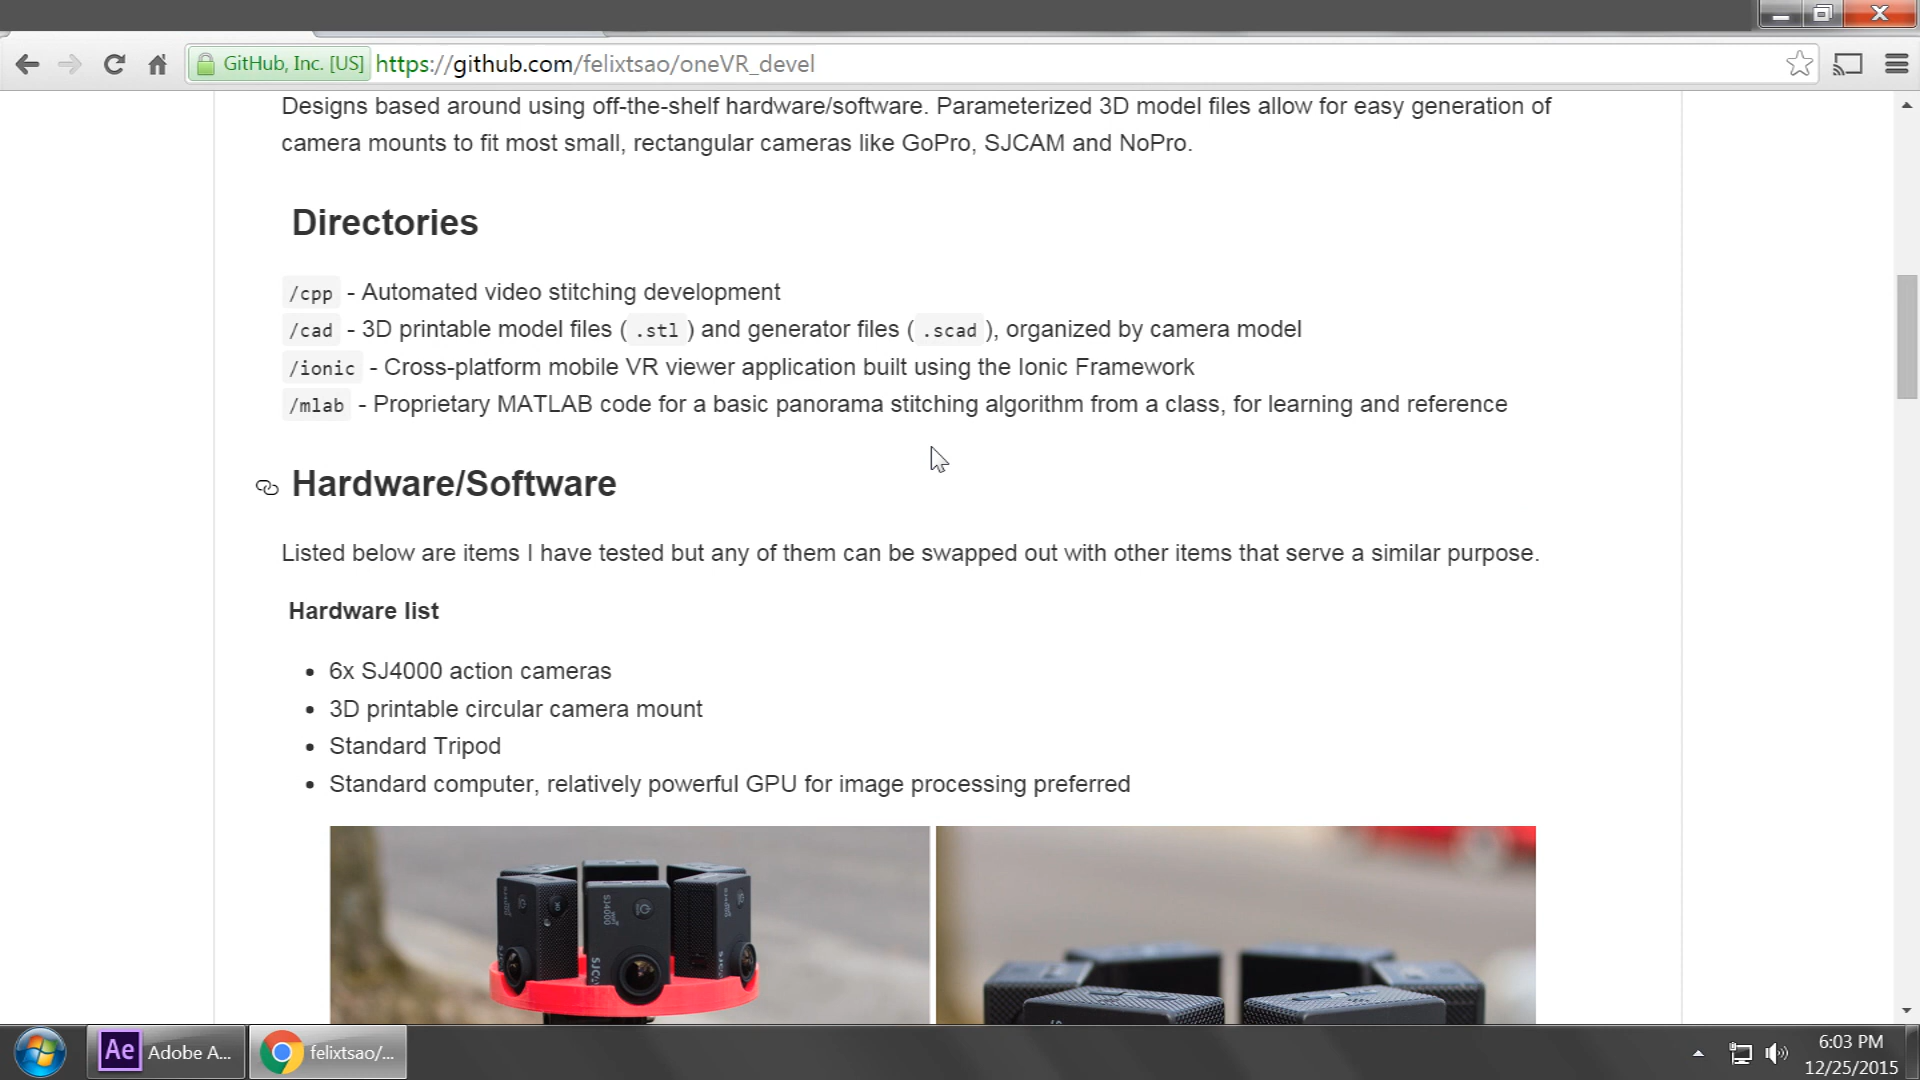 GitHub, Inc. [US] https://github.com/felixtsao/oneVR_devel
Designs based around using off-the-shelf hardware/software. Parameterized 3D model files allow for easy generation of
camera mounts to fit most small, rectangular cameras like GoPro, SJCAM and NoPro.
Directories
/cpp - Automated video stitching development
/cad - 3D printable model files ( .stl ) and generator files ( .scad ), organized by camera model
/ionic - Cross-platform mobile VR viewer application built using the Ionic Framework
/mlab - Proprietary MATLAB code for a basic panorama stitching algorithm from a class, for learning and reference
Hardware/Software
Listed below are items I have tested but any of them can be swapped out with other items that serve a similar purpose.
Hardware list
• 6x SJ4000 action cameras
• 3D printable circular camera mount
• Standard Tripod
• Standard computer, relatively powerful GPU for image processing preferred
SJ4000
Ae Adobe A...
felixtsao/...
6:03 PM
12/25/2015